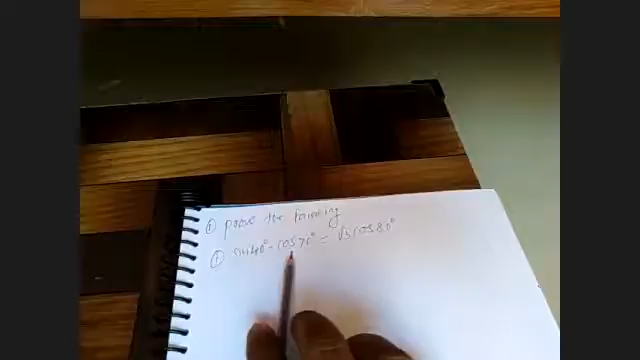 ① prove the following
① sin40° - cos70° = √3 cos80°